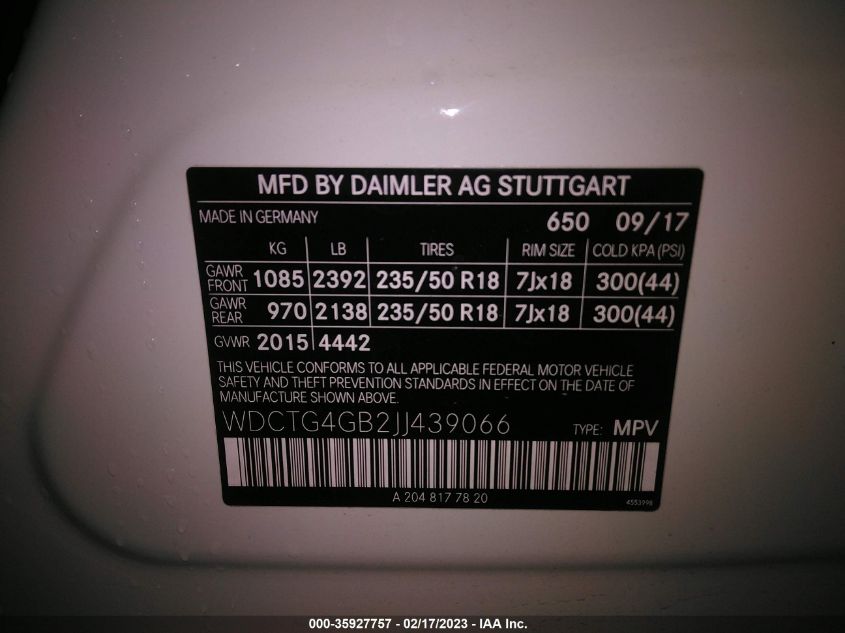 MFD BY DAIMLER AG STUTTGART
MADE IN GERMANY 650 09/17
KG LB TIRES RIM SIZE COLD KPA (PSI)
GAWR FRONT 1085 2392 235/50 R18 7Jx18 300(44)
GAWR REAR 970 2138 235/50 R18 7Jx18 300(44)
GVWR 2015 4442
THIS VEHICLE CONFORMS TO ALL APPLICABLE FEDERAL MOTOR VEHICLE
SAFETY AND THEFT PREVENTION STANDARDS IN EFFECT ON THE DATE OF
MANUFACTURE SHOWN ABOVE.
WDCTG4GB2JJ439066 TYPE: MPV
A 204 817 78 20 4553998
000-35927757 - 02/17/2023 - IAA Inc.